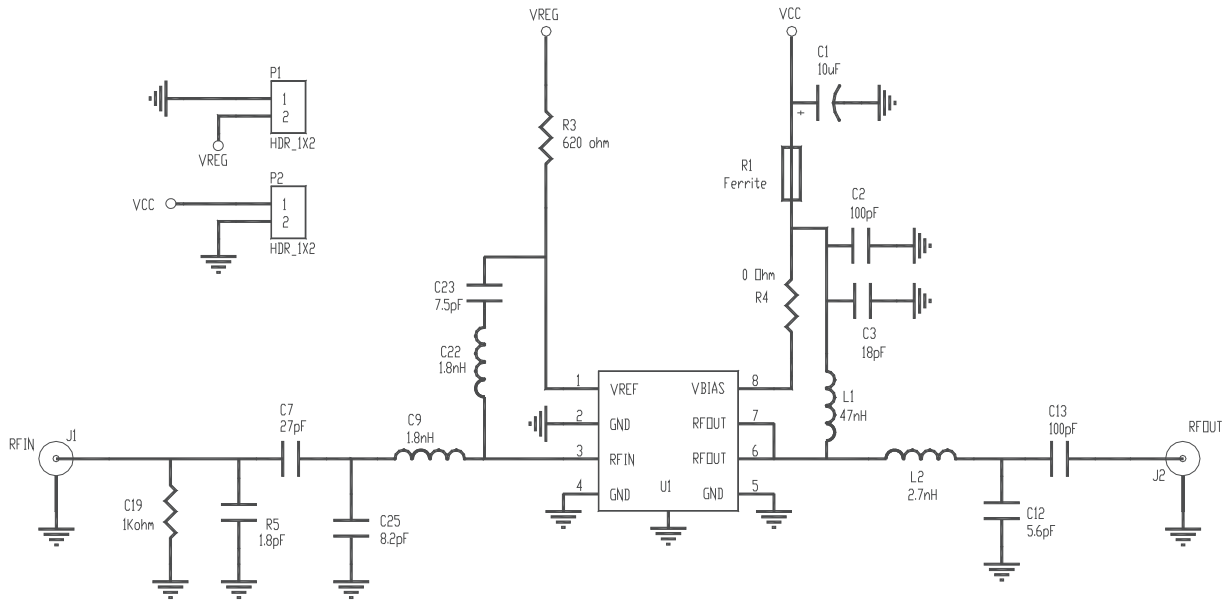 VREG
VCC
C1
10uF
+
P1
1
2
HDR_1X2
VREG
R3
620 ohm
R1
Ferrite
P2
VCC
1
2
HDR_1X2
C2
100pF
0 Ohm
R4
C23
7.5pF
C3
18pF
C22
1.8nH
1
VREF
VBIAS
8
2
GND
RFOUT
7
3
RFIN
RFOUT
6
4
GND
U1
GND
5
L1
47nH
RFIN
J1
C7
27pF
C9
1.8nH
C13
100pF
RFOUT
J2
L2
2.7nH
C19
1Kohm
R5
1.8pF
C25
8.2pF
C12
5.6pF